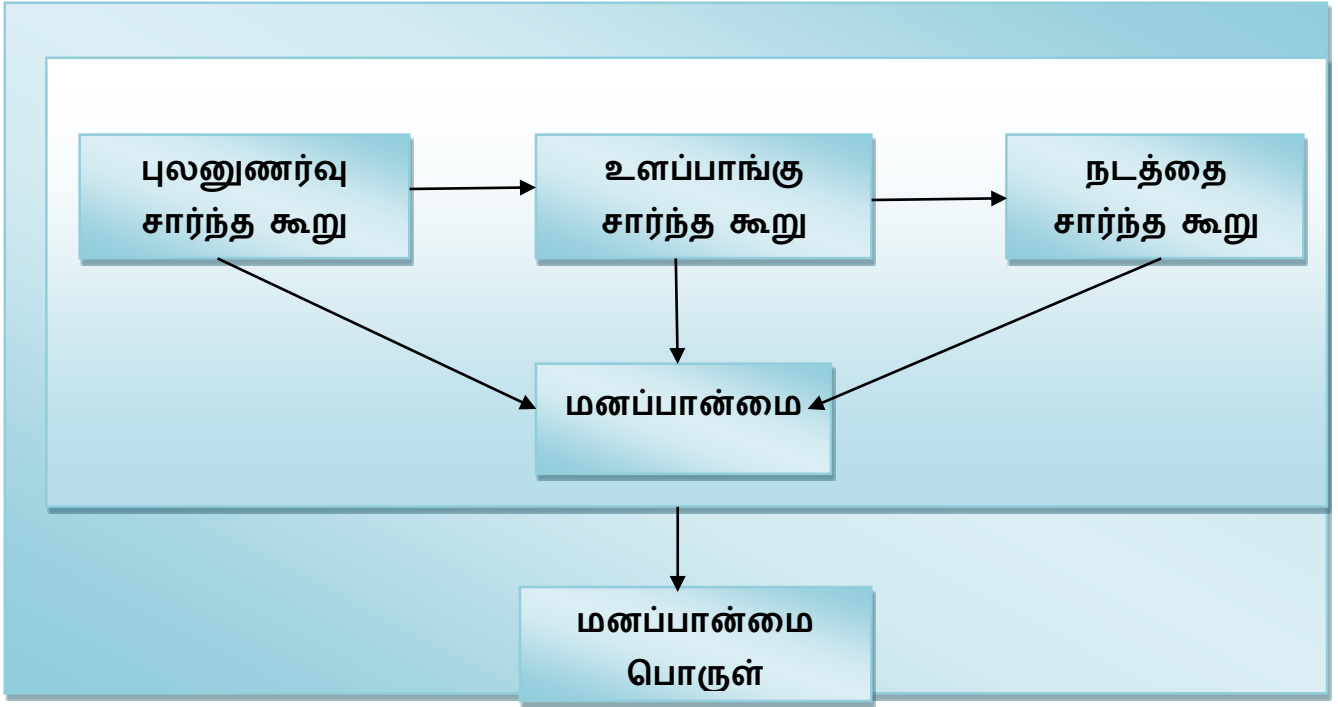 புலனுணர்வு
சார்ந்த கூறு
உளப்பாங்கு
சார்ந்த கூறு
நடத்தை
சார்ந்த கூறு
மனப்பான்மை
மனப்பான்மை
பொருள்